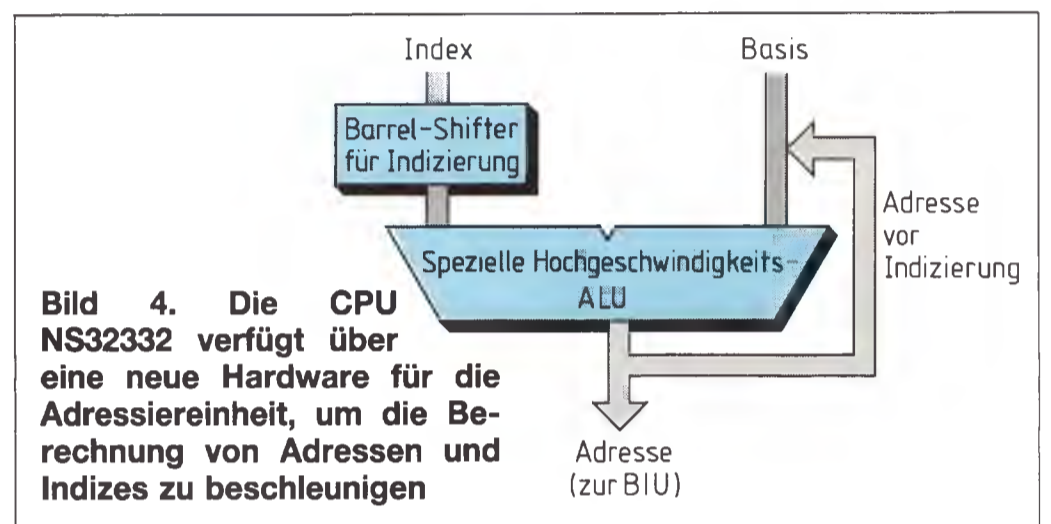 Index
Basis
Barrel-Shifter
für Indizierung
Adresse
vor
Indizierung
Spezielle Hochgeschwindigkeits-
ALU
Adresse
(zur BIU)
Bild 4. Die CPU
NS32332 verfügt über
eine neue Hardware für die
Adressiereinheit, um die Be-
rechnung von Adressen und
Indizes zu beschleunigen